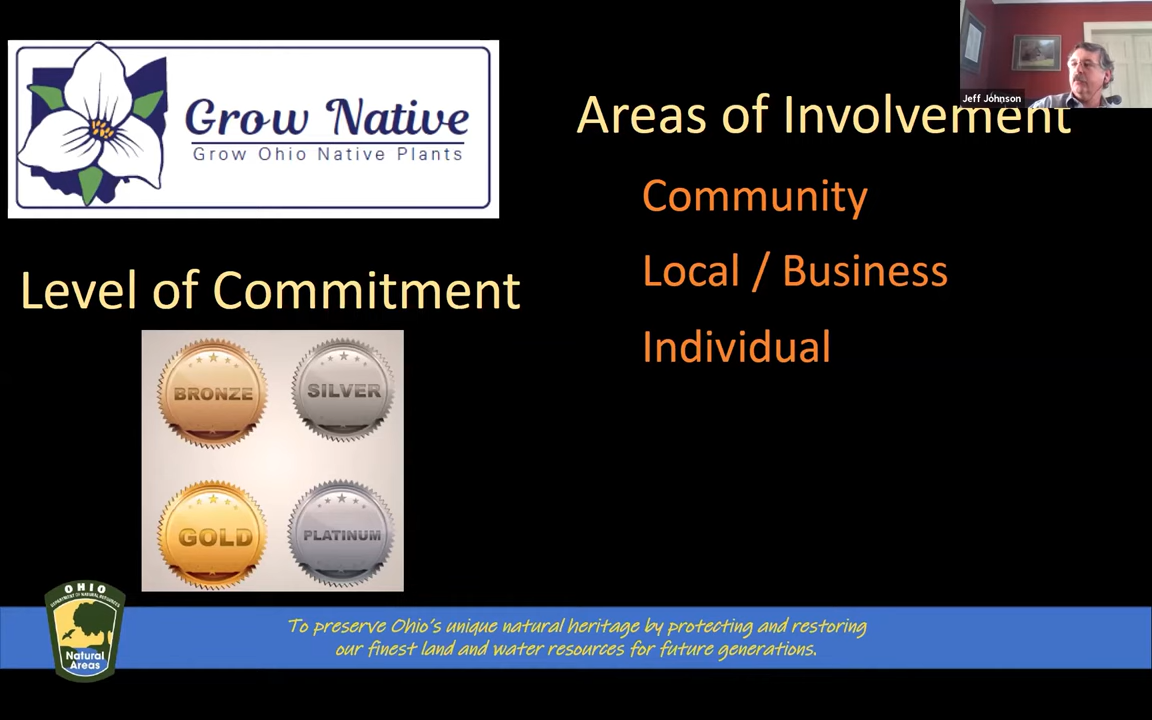 Grow Native
Grow Ohio Native Plants
Jeff Johnson
Areas of Involvement
Community
Local / Business
Individual
Level of Commitment
BRONZE
SILVER
GOLD
PLATINUM
OHIO
DEPARTMENT OF NATURAL RESOURCES
Natural
Areas
To preserve Ohio's unique natural heritage by protecting and restoring
our finest land and water resources for future generations.